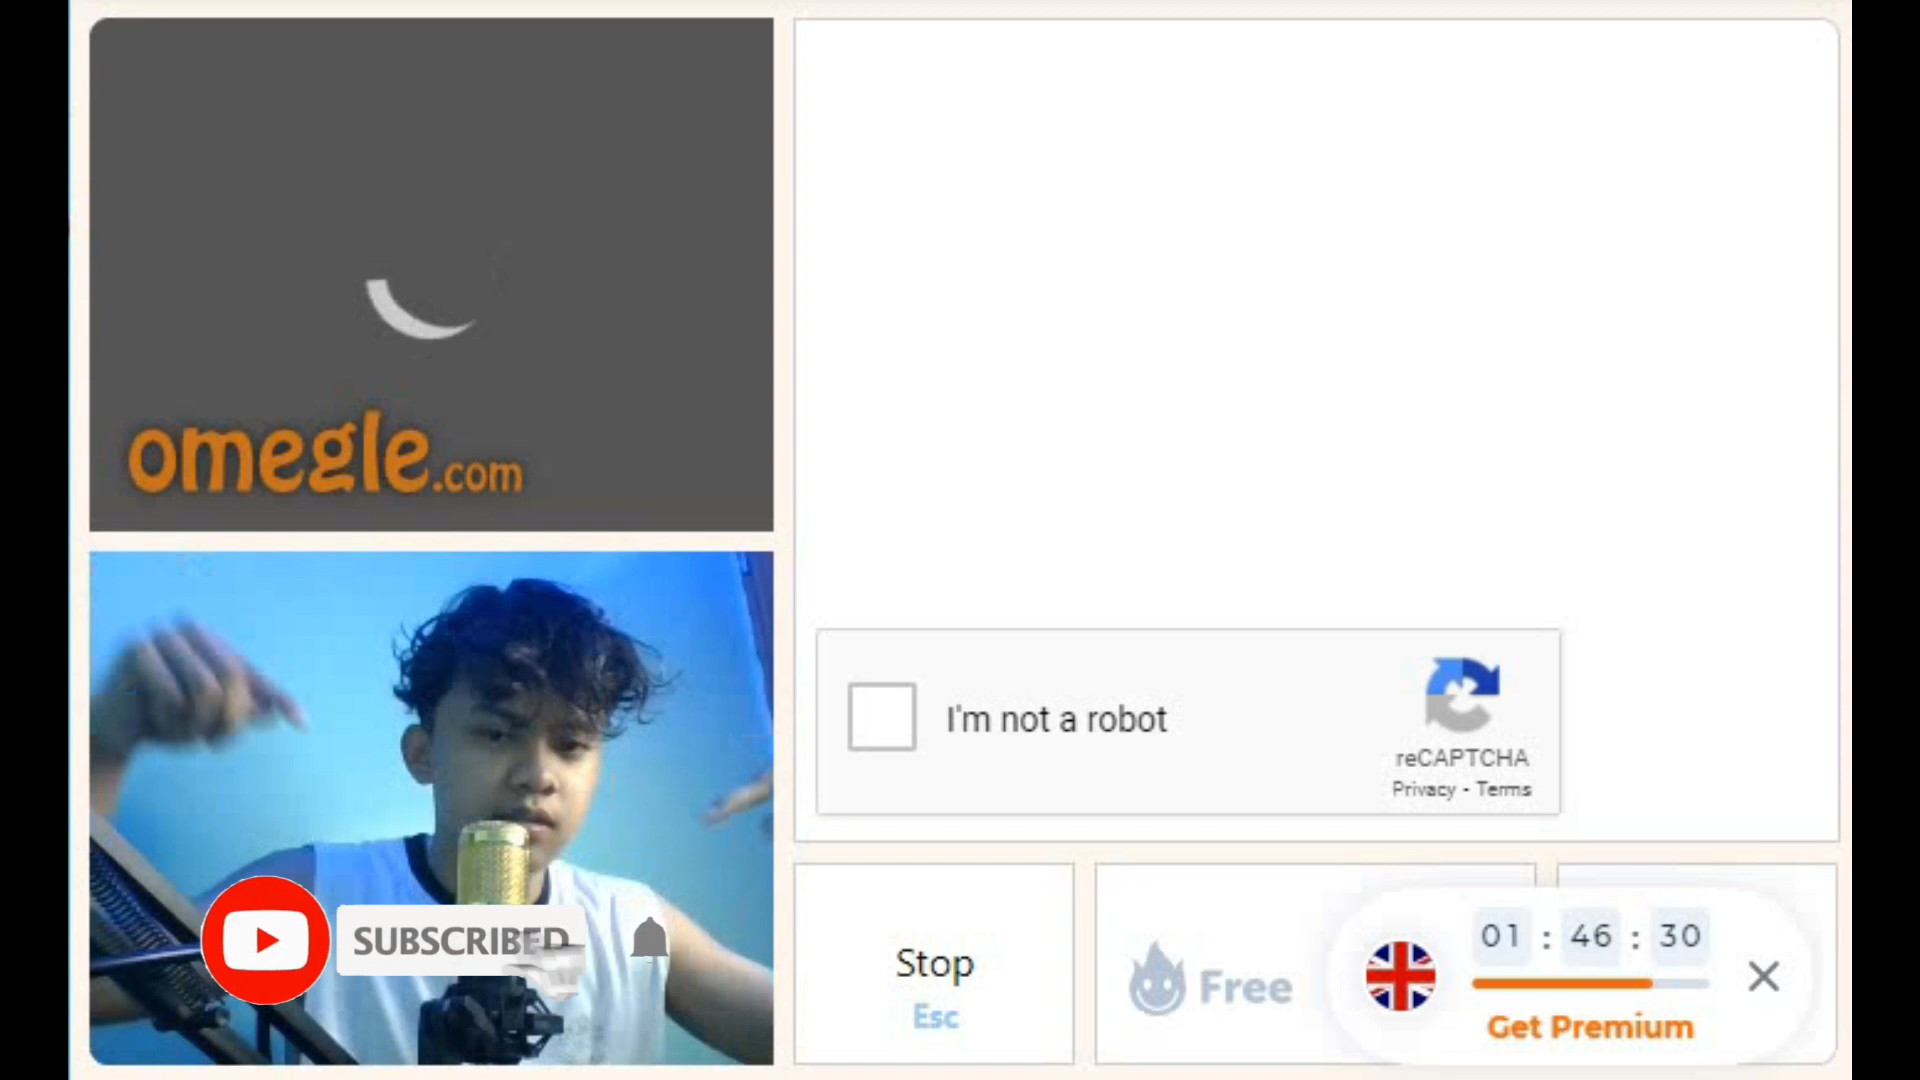 omegle.com
I'm not a robot
reCAPTCHA
Privacy - Terms
SUBSCRIBED
Stop
Esc
Free
01 : 46 : 30
Get Premium